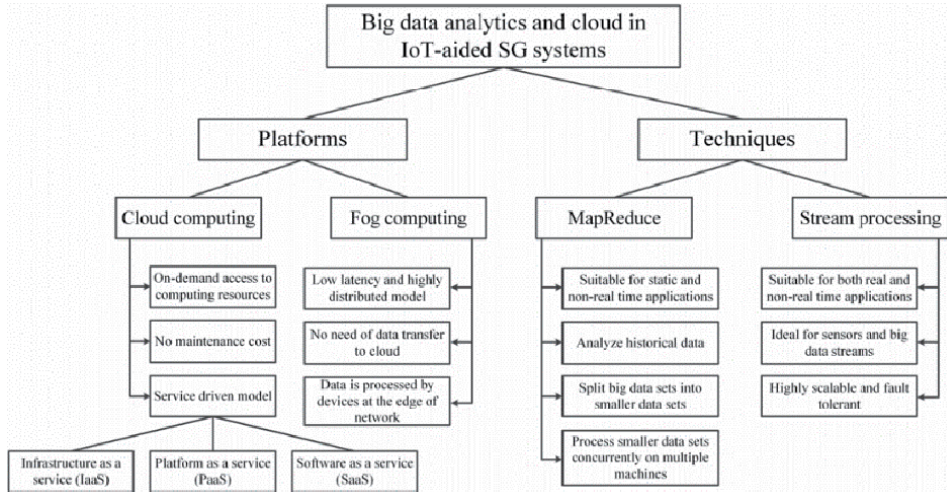 Big data analytics and cloud in
IoT-aided SG systems
Platforms
Techniques
Cloud computing
Fog computing
MapReduce
Stream processing
On-demand access to
computing resources
No maintenance cost
Service driven model
Low latency and highly
distributed model
No need of data transfer
to cloud
Data is processed by
devices at the edge of
network
Suitable for static and
non-real time applications
Analyze historical data
Split big data sets into
smaller data sets
Process smaller data sets
concurrently on multiple
machines
Suitable for both real and
non-real time applications
Ideal for sensors and big
data streams
Highly scalable and fault
tolerant
Infrastructure as a
service (IaaS)
Platform as a service
(PaaS)
Software as a service
(SaaS)